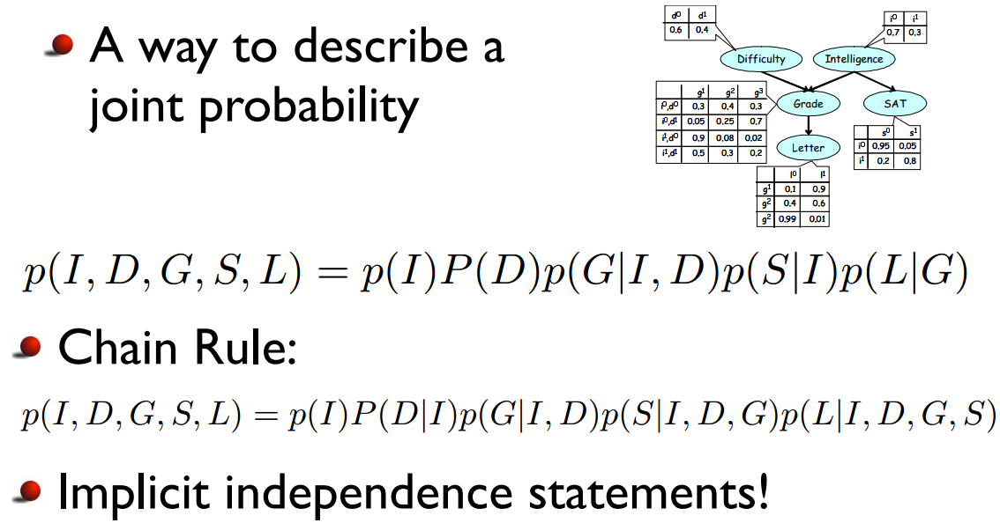 A way to describe a
joint probability
d⁰ d¹
0.6 0.4
i⁰ i¹
0.7 0.3
Difficulty
Intelligence
Grade
SAT
Letter
g¹ g² g³
i⁰,d⁰ 0.3 0.4 0.3
i⁰,d¹ 0.05 0.25 0.7
i¹,d⁰ 0.9 0.08 0.02
i¹,d¹ 0.5 0.3 0.2
s⁰ s¹
i⁰ 0.95 0.05
i¹ 0.2 0.8
l⁰ l¹
g¹ 0.1 0.9
g² 0.4 0.6
g² 0.99 0.01
p(I, D, G, S, L) = p(I)P(D)p(G|I, D)p(S|I)p(L|G)
Chain Rule:
p(I, D, G, S, L) = p(I)P(D|I)p(G|I, D)p(S|I, D, G)p(L|I, D, G, S)
Implicit independence statements!